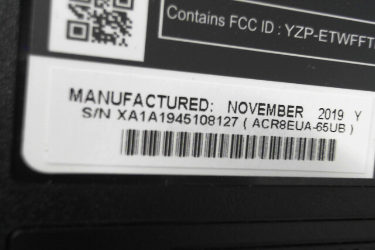 Contains FCC ID : YZP-ETWFFT
MANUFACTURED: NOVEMBER 2019 Y
S/N XA1A1945108127 ( ACR8EUA-65UB )